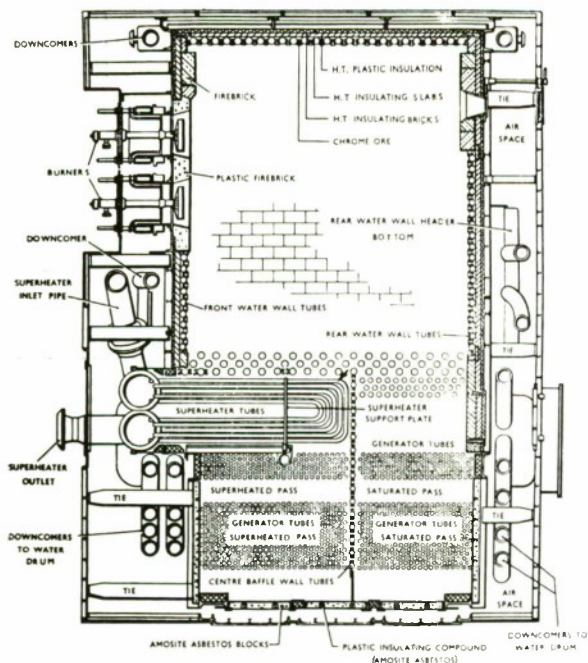 DOWNCOMERS
H.T. PLASTIC INSULATION
FIREBRICK
H.T INSULATING SLABS
TIE
H.T INSULATING BRICKS
AIR
SPACE
CHROME ORE
BURNERS
PLASTIC FIREBRICK
REAR WATER WALL HEADER
BOTTOM
DOWNCOMER
SUPERHEATER
INLET PIPE
FRONT WATER WALL TUBES
REAR WATER WALL TUBES
TIE
SUPERHEATER TUBES
SUPERHEATER
SUPPORT PLATE
GENERATOR TUBES
SUPERHEATER
OUTLET
SUPERHEATED PASS
SATURATED PASS
TIE
TIE
GENERATOR TUBES
SUPERHEATED PASS
GENERATOR TUBES
SATURATED PASS
DOWNCOMERS
TO WATER
DRUM
CENTRE BAFFLE WALL TUBES
TIE
AIR
SPACE
AMOSITE ASBESTOS BLOCKS
PLASTIC INSULATING COMPOUND
(AMOSITE ASBESTOS)
DOWNCOMERS TO
WATER DRUM